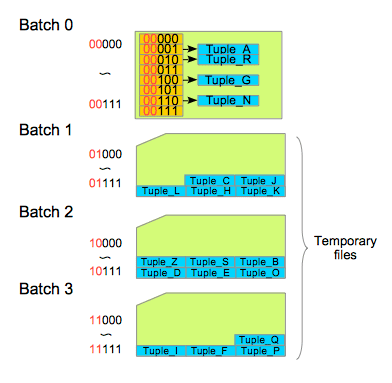 Batch 0
00000
∽
00111
00000
00001
00010
00011
00100
00101
00110
00111
Tuple_A
Tuple_R
Tuple_G
Tuple_N
Batch 1
01000
∽
01111
Tuple_C Tuple_J
Tuple_L Tuple_H Tuple_K
Batch 2
10000
∽
10111
Tuple_Z Tuple_S Tuple_B
Tuple_D Tuple_E Tuple_O
Batch 3
11000
∽
11111
Tuple_Q
Tuple_I Tuple_F Tuple_P
Temporary
files